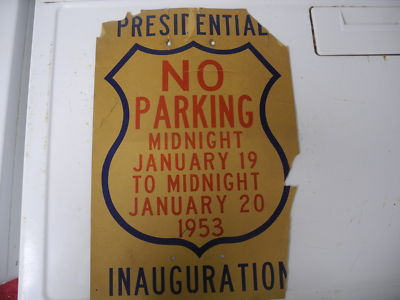 PRESIDENTIAL
NO
PARKING
MIDNIGHT
JANUARY 19
TO MIDNIGHT
JANUARY 20
1953
INAUGURATION